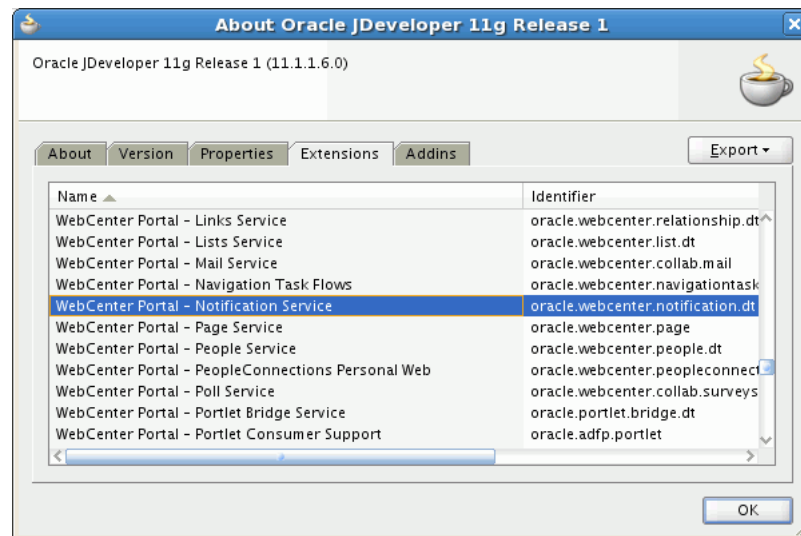 About Oracle JDeveloper 11g Release 1
Oracle JDeveloper 11g Release 1 (11.1.1.6.0)
About Version Properties Extensions Addins Export
Name Identifier
WebCenter Portal - Links Service oracle.webcenter.relationship.dt
WebCenter Portal - Lists Service oracle.webcenter.list.dt
WebCenter Portal - Mail Service oracle.webcenter.collab.mail
WebCenter Portal - Navigation Task Flows oracle.webcenter.navigationtask
WebCenter Portal - Notification Service oracle.webcenter.notification.dt
WebCenter Portal - Page Service oracle.webcenter.page
WebCenter Portal - People Service oracle.webcenter.people.dt
WebCenter Portal - PeopleConnections Personal Web oracle.webcenter.peopleconnect
WebCenter Portal - Poll Service oracle.webcenter.collab.surveys
WebCenter Portal - Portlet Bridge Service oracle.portlet.bridge.dt
WebCenter Portal - Portlet Consumer Support oracle.adfp.portlet
OK